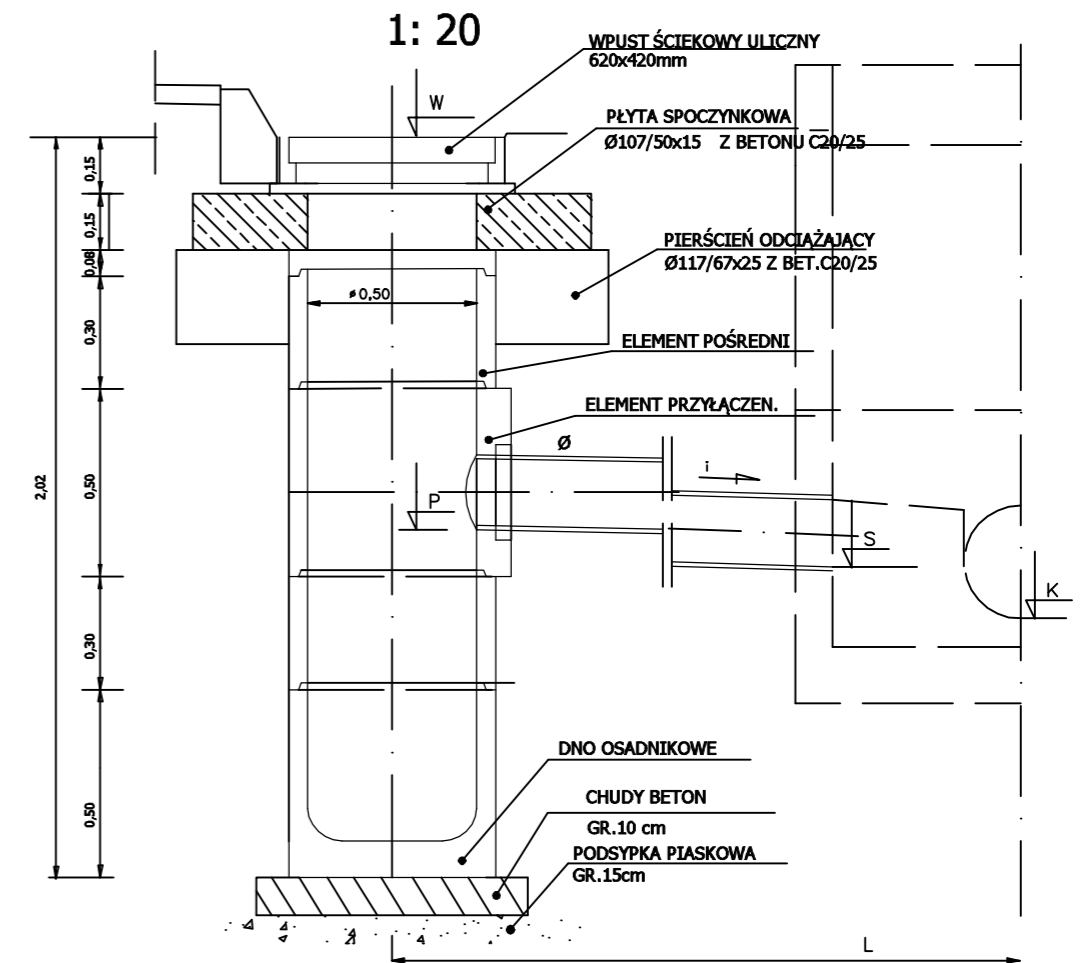 1: 20
WPUST ŚCIEKOWY ULICZNY
620x420mm
W
PŁYTA SPOCZYNKOWA
Ø107/50x15 Z BETONU C20/25
0,15
0,15
PIERŚCIEŃ ODCIĄŻAJĄCY
Ø117/67x25 Z BET.C20/25
0,08
ø0,50
0,30
ELEMENT POŚREDNI
ELEMENT PRZYŁĄCZEN.
Ø
i
2,02
0,50
P
S
K
0,30
DNO OSADNIKOWE
CHUDY BETON
0,50
GR.10 cm
PODSYPKA PIASKOWA
GR.15cm
L